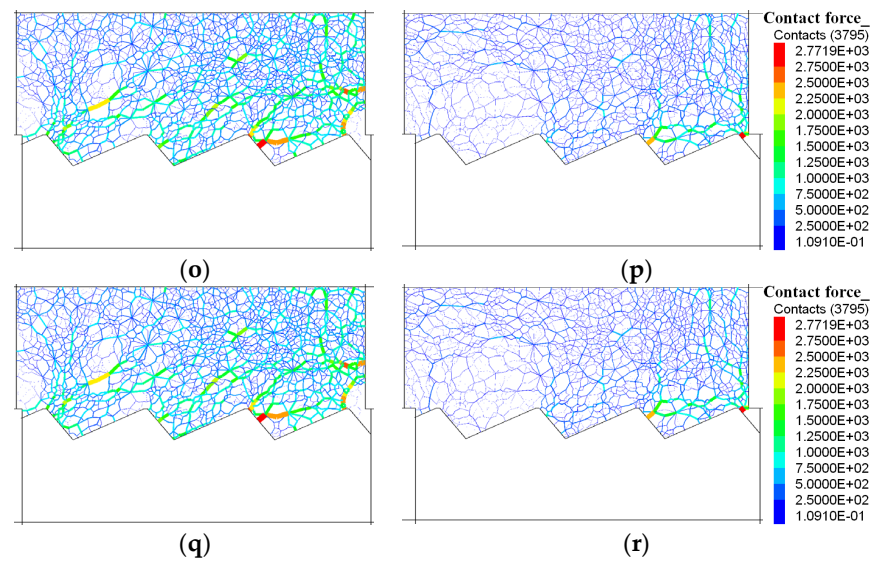 Contact force_
Contacts (3795)
2.7719E+03
2.7500E+03
2.5000E+03
2.2500E+03
2.0000E+03
1.7500E+03
1.5000E+03
1.2500E+03
1.0000E+03
7.5000E+02
5.0000E+02
2.5000E+02
1.0910E-01
(o)
(p)
Contact force_
Contacts (3795)
2.7719E+03
2.7500E+03
2.5000E+03
2.2500E+03
2.0000E+03
1.7500E+03
1.5000E+03
1.2500E+03
1.0000E+03
7.5000E+02
5.0000E+02
2.5000E+02
1.0910E-01
(q)
(r)